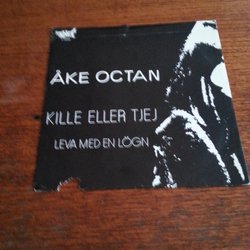 ÅKE OCTAN
KILLE ELLER TJEJ
LEVA MED EN LÖGN